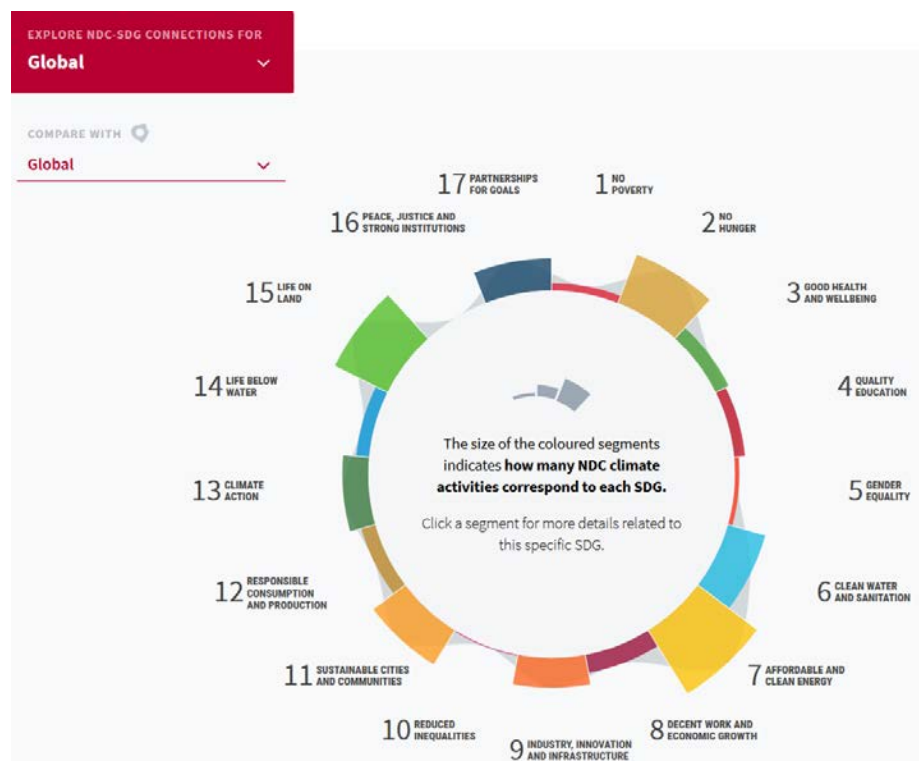 EXPLORE NDC-SDG CONNECTIONS FOR
Global
COMPARE WITH
Global
17 PARTNERSHIPS
FOR GOALS
1 NO
POVERTY
16 PEACE, JUSTICE AND
STRONG INSTITUTIONS
2 NO
HUNGER
15 LIFE ON
LAND
3 GOOD HEALTH
AND WELLBEING
14 LIFE BELOW
WATER
4 QUALITY
EDUCATION
The size of the coloured segments
indicates how many NDC climate
activities correspond to each SDG.
Click a segment for more details related to
this specific SDG.
13 CLIMATE
ACTION
5 GENDER
EQUALITY
12 RESPONSIBLE
CONSUMPTION
AND PRODUCTION
6 CLEAN WATER
AND SANITATION
11 SUSTAINABLE CITIES
AND COMMUNITIES
7 AFFORDABLE AND
CLEAN ENERGY
10 REDUCED
INEQUALITIES
8 DECENT WORK AND
ECONOMIC GROWTH
9 INDUSTRY, INNOVATION
AND INFRASTRUCTURE